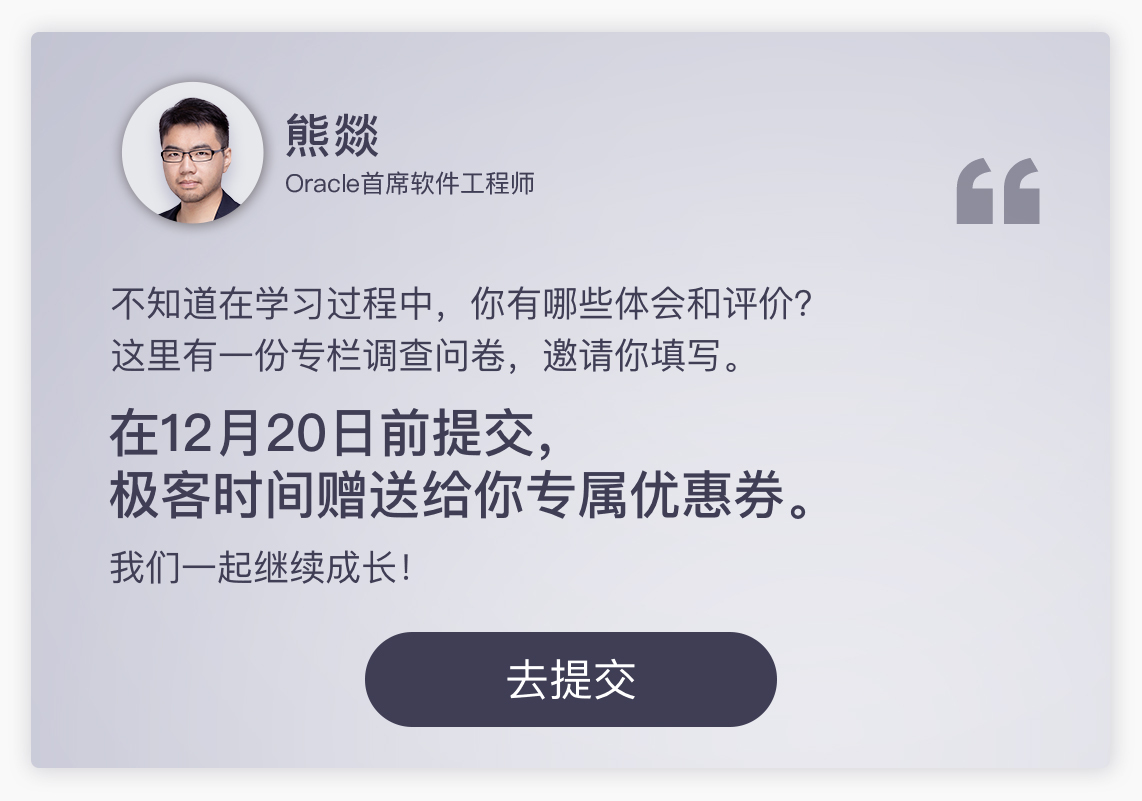 熊燚
Oracle首席软件工程师
不知道在学习过程中，你有哪些体会和评价？
这里有一份专栏调查问卷，邀请你填写。
在12月20日前提交，
极客时间赠送给你专属优惠券。
我们一起继续成长！
去提交